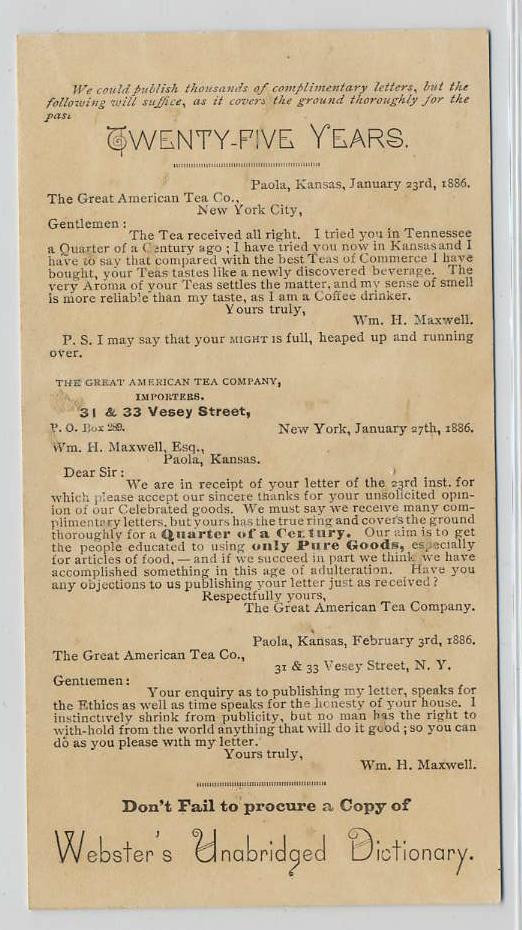 We could publish thousands of complimentary letters, but the
following will suffice, as it covers the ground thoroughly for the
past
TWENTY-FIVE YEARS.
Paola, Kansas, January 23rd, 1886.
The Great American Tea Co.,
New York City,
Gentlemen :
The Tea received all right. I tried you in Tennessee
a Quarter of a Century ago ; I have tried you now in Kansas and I
have to say that compared with the best Teas of Commerce I have
bought, your Teas tastes like a newly discovered beverage. The
very Aroma of your Teas settles the matter, and my sense of smell
is more reliable than my taste, as I am a Coffee drinker.
Yours truly,
Wm. H. Maxwell.
P. S. I may say that your MIGHT is full, heaped up and running
over.
THE GREAT AMERICAN TEA COMPANY,
IMPORTERS.
31 & 33 Vesey Street,
P. O. Box 289.
New York, January 27th, 1886.
Wm. H. Maxwell, Esq.,
Paola, Kansas.
Dear Sir :
We are in receipt of your letter of the 23rd inst. for
which please accept our sincere thanks for your unsolicited opin-
ion of our Celebrated goods. We must say we receive many com-
plimentary letters, but yours has the true ring and covers the ground
thoroughly for a Quarter of a Century. Our aim is to get
the people educated to using only Pure Goods, especially
for articles of food, — and if we succeed in part we think we have
accomplished something in this age of adulteration. Have you
any objections to us publishing your letter just as received ?
Respectfully yours,
The Great American Tea Company.
Paola, Kansas, February 3rd, 1886.
The Great American Tea Co.,
31 & 33 Vesey Street, N. Y.
Gentlemen :
Your enquiry as to publishing my letter, speaks for
the Ethics as well as time speaks for the honesty of your house. I
instinctively shrink from publicity, but no man has the right to
with-hold from the world anything that will do it good ; so you can
do as you please with my letter.
Yours truly,
Wm. H. Maxwell.
Don't Fail to procure a Copy of
Webster's Unabridged Dictionary.